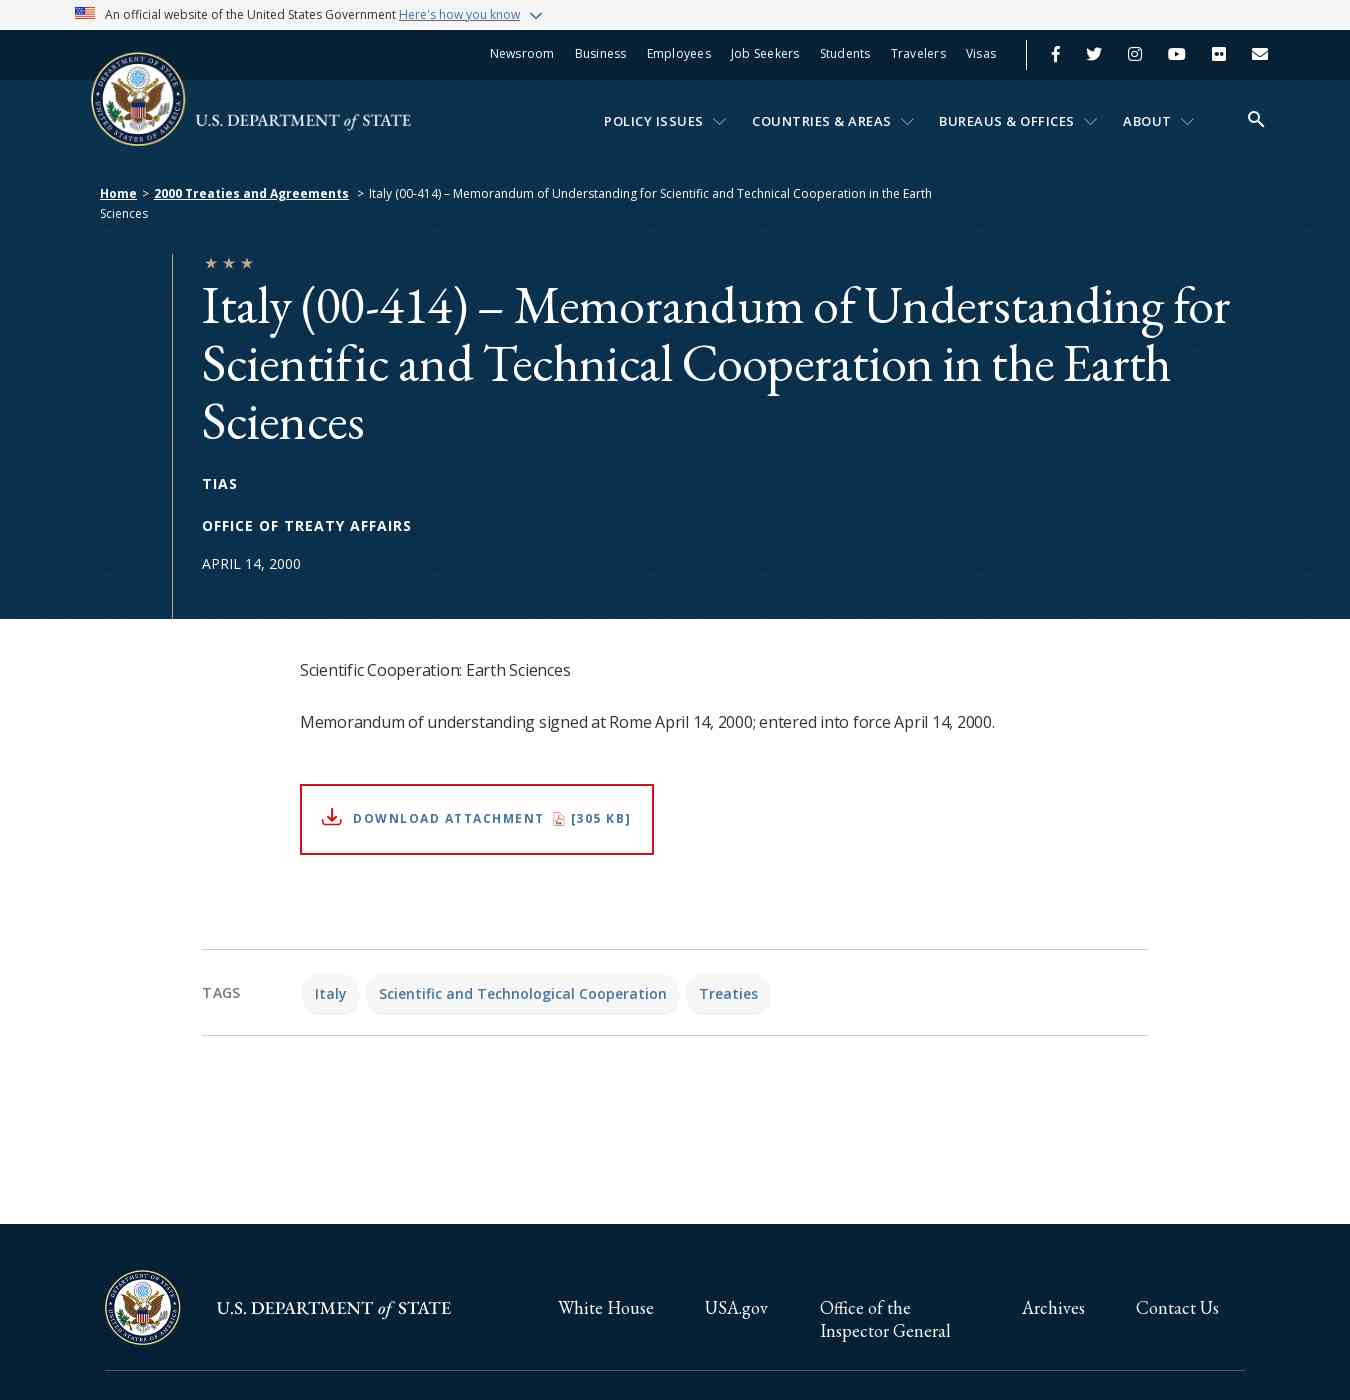 An official website of the United States Government Here's how you know
Newsroom Business Employees Job Seekers Students Travelers Visas
U.S. DEPARTMENT of STATE
POLICY ISSUES COUNTRIES & AREAS BUREAUS & OFFICES ABOUT
Home > 2000 Treaties and Agreements > Italy (00-414) – Memorandum of Understanding for Scientific and Technical Cooperation in the Earth
Sciences
Italy (00-414) – Memorandum of Understanding for
Scientific and Technical Cooperation in the Earth
Sciences
TIAS
OFFICE OF TREATY AFFAIRS
APRIL 14, 2000
Scientific Cooperation: Earth Sciences
Memorandum of understanding signed at Rome April 14, 2000; entered into force April 14, 2000.
DOWNLOAD ATTACHMENT [305 KB]
TAGS Italy Scientific and Technological Cooperation Treaties
DEPARTMENT OF STATE
UNITED STATES OF AMERICA
U.S. DEPARTMENT of STATE
White House USA.gov Office of the Archives Contact Us
Inspector General